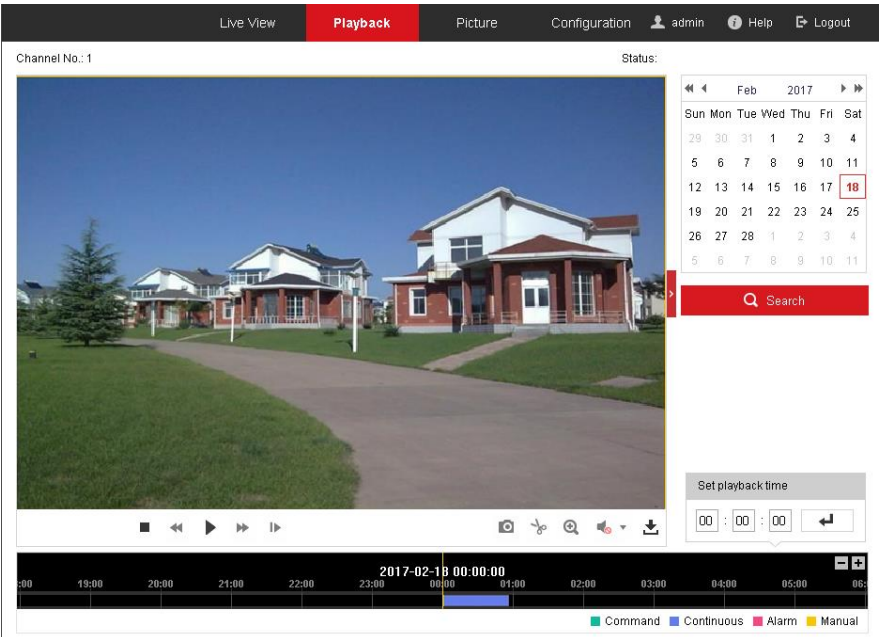 Live View Playback Picture Configuration admin Help Logout
Channel No.: 1 Status:
Feb 2017
Sun Mon Tue Wed Thu Fri Sat
29 30 31 1 2 3 4
5 6 7 8 9 10 11
12 13 14 15 16 17 18
19 20 21 22 23 24 25
26 27 28 1 2 3 4
5 6 7 8 9 10 11
Search
Set playback time
00 : 00 : 00
2017-02-18 00:00:00
:00 19:00 20:00 21:00 22:00 23:00 00:00 01:00 02:00 03:00 04:00 05:00 06:
Command Continuous Alarm Manual